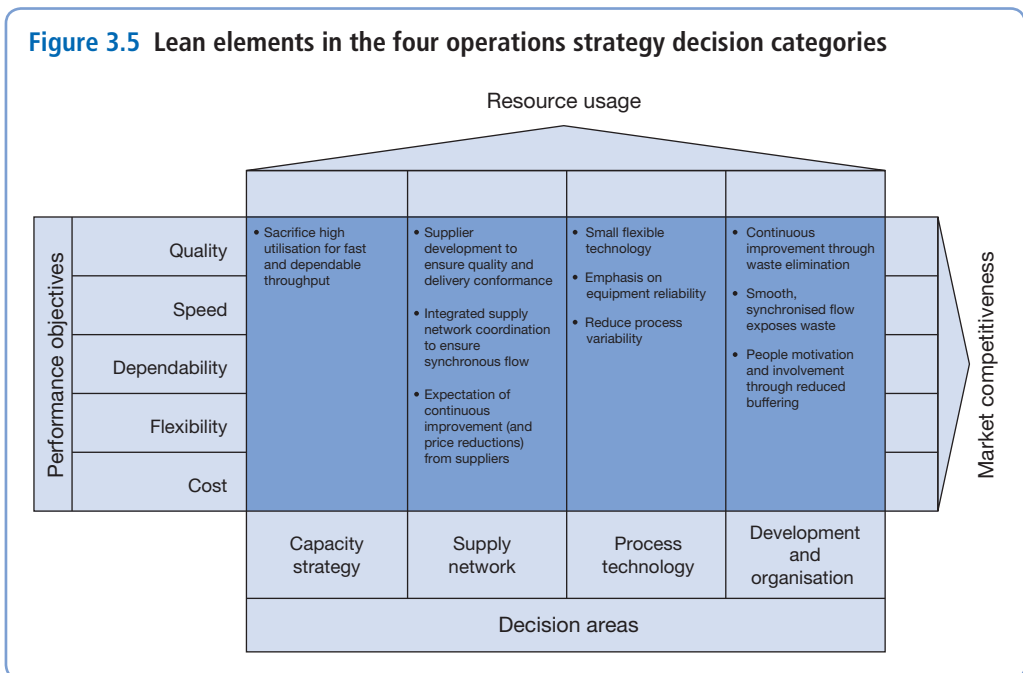 Figure 3.5 Lean elements in the four operations strategy decision categories
Resource usage
Performance objectives
Quality
Speed
Dependability
Flexibility
Cost
• Sacrifice high
utilisation for fast
and dependable
throughput
• Supplier
development to
ensure quality and
delivery conformance
• Integrated supply
network coordination
to ensure
synchronous flow
• Expectation of
continuous
improvement (and
price reductions)
from suppliers
• Small flexible
technology
• Emphasis on
equipment reliability
• Reduce process
variability
• Continuous
improvement through
waste elimination
• Smooth,
synchronised flow
exposes waste
• People motivation
and involvement
through reduced
buffering
Market competitiveness
Capacity
strategy
Supply
network
Process
technology
Development
and
organisation
Decision areas